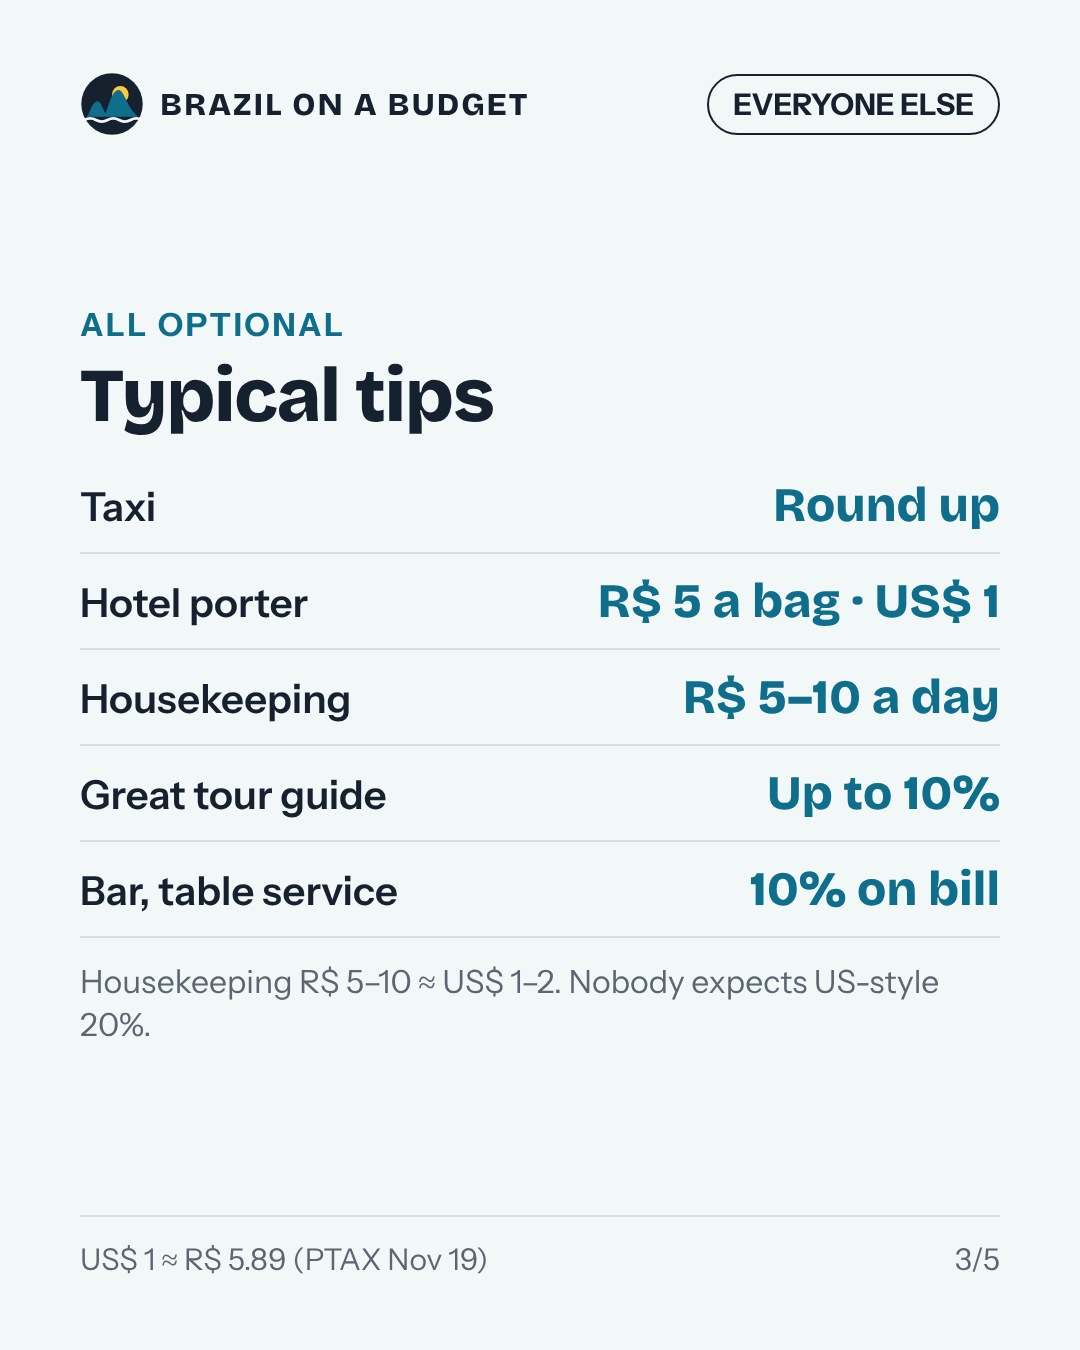 BRAZIL ON A BUDGET
EVERYONE ELSE
ALL OPTIONAL
Typical tips
Taxi Round up
Hotel porter R$ 5 a bag · US$ 1
Housekeeping R$ 5–10 a day
Great tour guide Up to 10%
Bar, table service 10% on bill
Housekeeping R$ 5–10 ≈ US$ 1–2. Nobody expects US-style
20%.
US$ 1 ≈ R$ 5.89 (PTAX Nov 19) 3/5